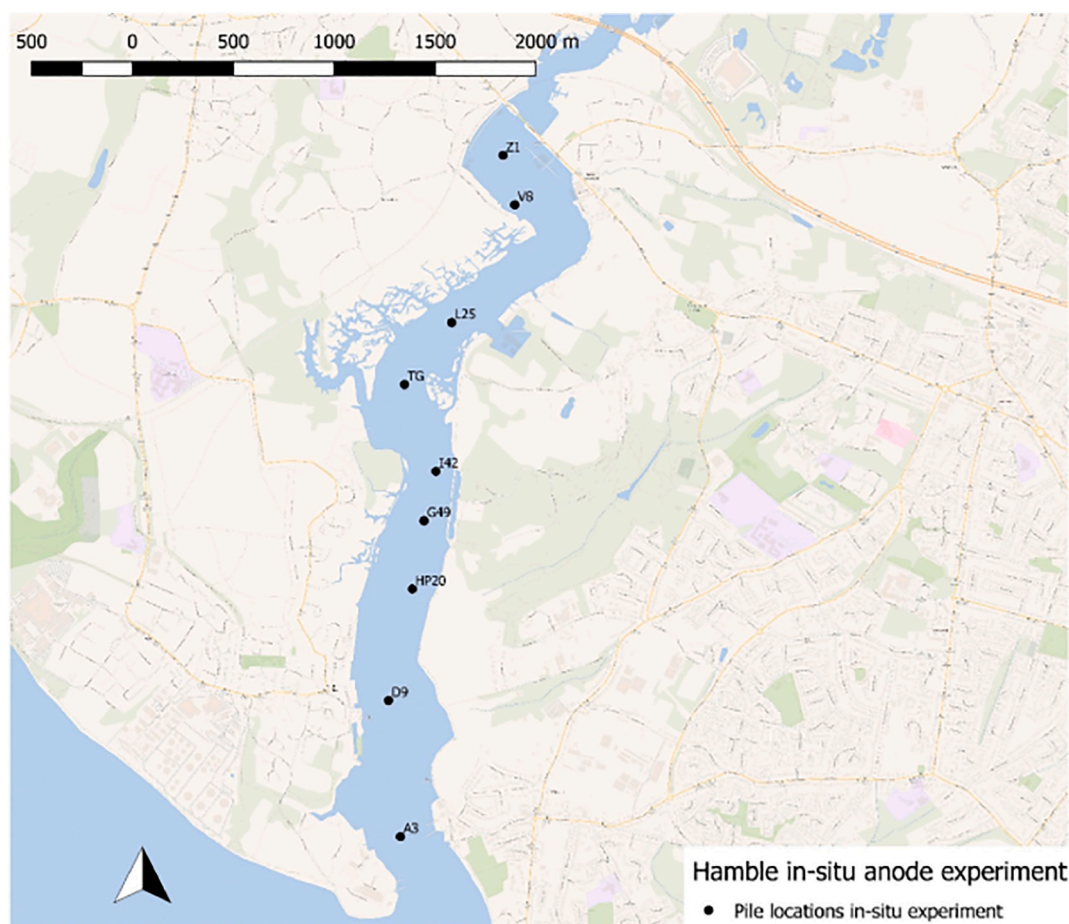 500 0 500 1000 1500 2000 m
Z1
V8
L25
TG
I42
G49
HP20
D9
A3
Hamble in-situ anode experiment
Pile locations in-situ experiment